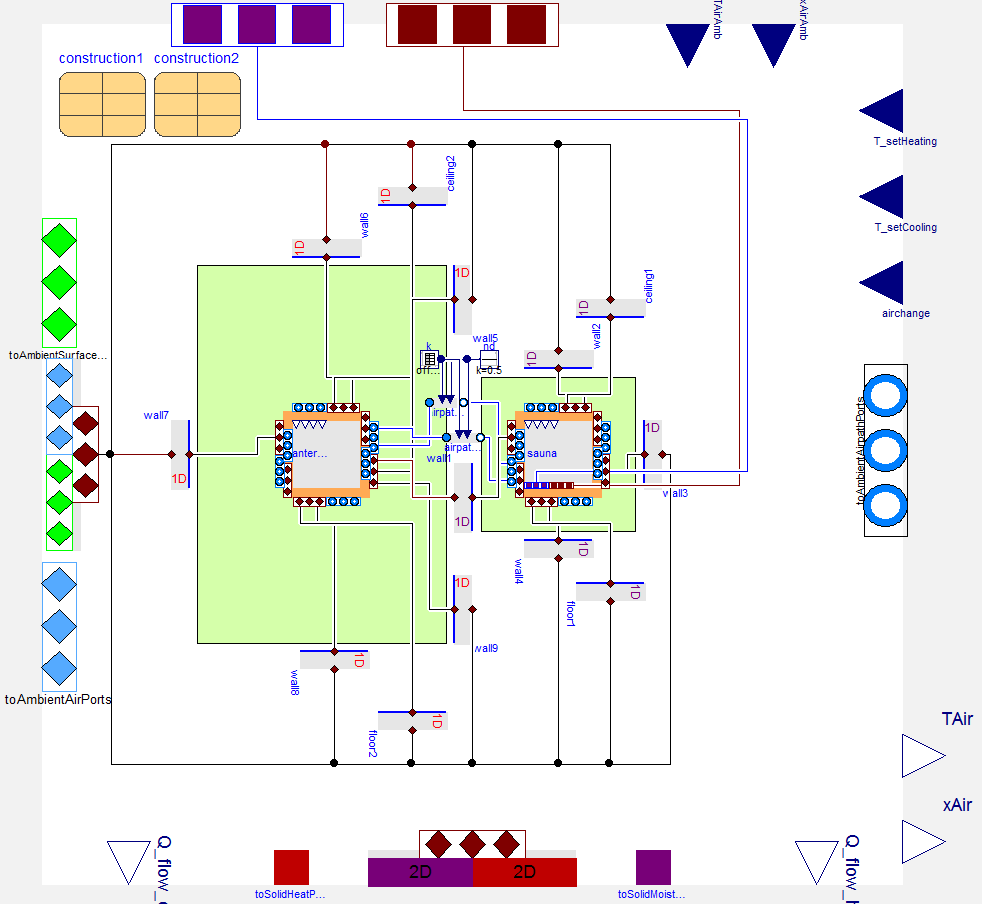 TAirAmb
xAirAmb
construction1
construction2
T_setHeating
T_setCooling
airchange
ceiling2
1D
wall6
1D
1D
wall5
ceiling1
1D
wall2
1D
k
off...
nd
k=0.5
toAmbientSurface...
wall7
1D
anter...
airpat...
airpat...
wall1
1D
sauna
1D
wall3
toAmbientAirpathPorts
wall4
1D
floor1
1D
1D
wall9
wall8
1D
floor2
1D
toAmbientAirPorts
TAir
xAir
Q_flow_
Q_flow_
2D
2D
toSolidHeatP...
toSolidMoist...